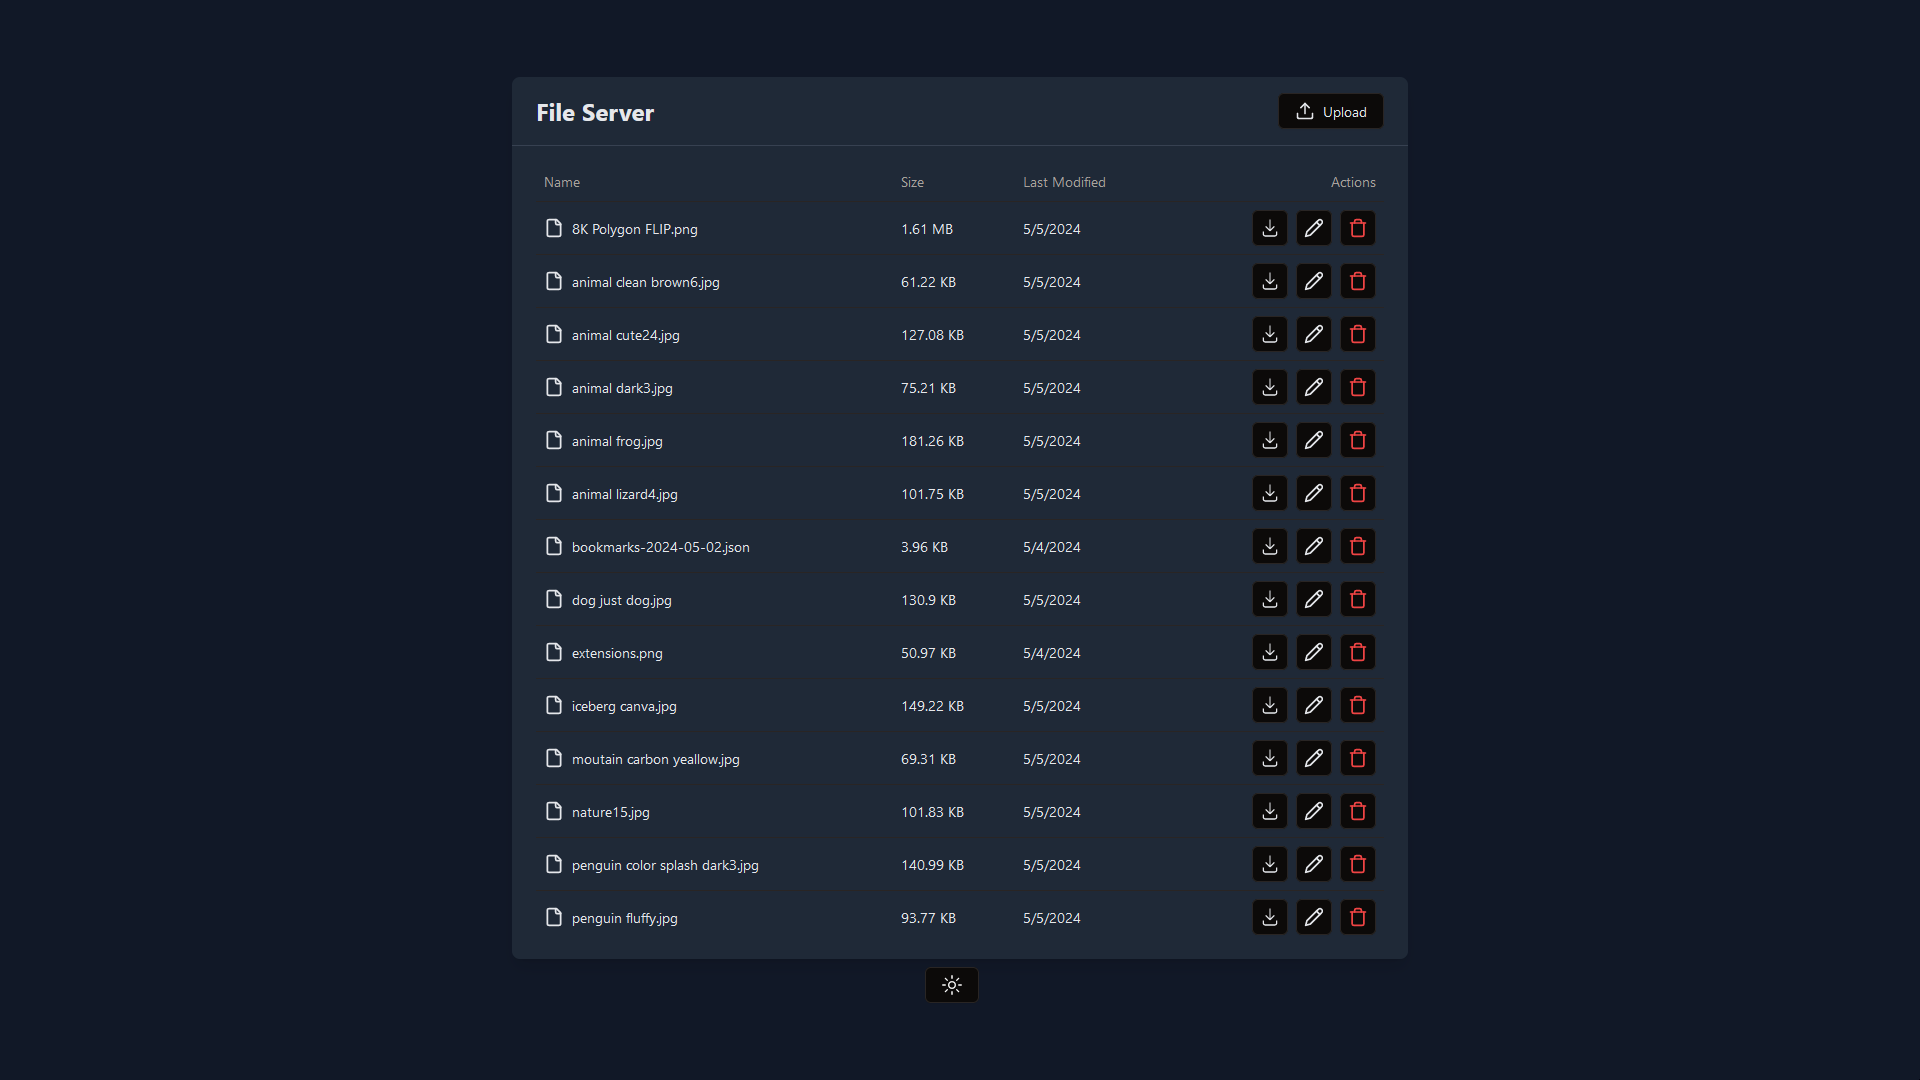 File Server
Upload
Name Size Last Modified Actions
8K Polygon FLIP.png 1.61 MB 5/5/2024
animal clean brown6.jpg 61.22 KB 5/5/2024
animal cute24.jpg 127.08 KB 5/5/2024
animal dark3.jpg 75.21 KB 5/5/2024
animal frog.jpg 181.26 KB 5/5/2024
animal lizard4.jpg 101.75 KB 5/5/2024
bookmarks-2024-05-02.json 3.96 KB 5/4/2024
dog just dog.jpg 130.9 KB 5/5/2024
extensions.png 50.97 KB 5/4/2024
iceberg canva.jpg 149.22 KB 5/5/2024
moutain carbon yeallow.jpg 69.31 KB 5/5/2024
nature15.jpg 101.83 KB 5/5/2024
penguin color splash dark3.jpg 140.99 KB 5/5/2024
penguin fluffy.jpg 93.77 KB 5/5/2024